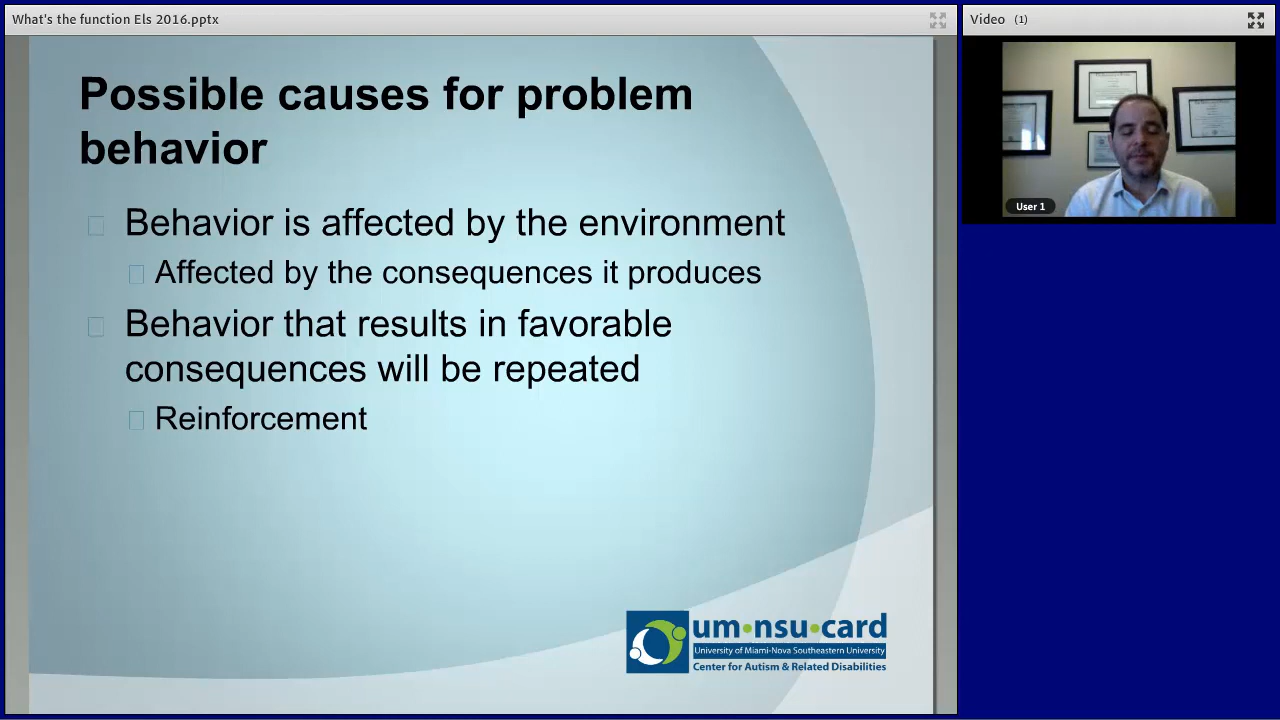 What's the function Els 2016.pptx
Video (1)
Possible causes for problem
behavior
Behavior is affected by the environment
Affected by the consequences it produces
Behavior that results in favorable
consequences will be repeated
Reinforcement
User 1
um•nsu•card
University of Miami-Nova Southeastern University
Center for Autism & Related Disabilities